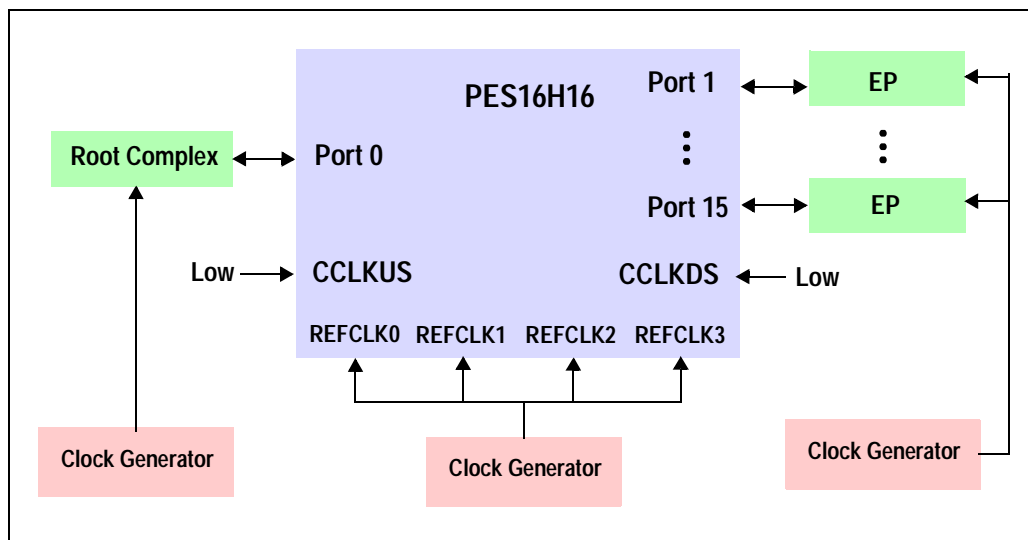 PES16H16
Port 1
EP
Root Complex
Port 0
Port 15
EP
Low
CCLKUS
CCLKDS
Low
REFCLK0
REFCLK1
REFCLK2
REFCLK3
Clock Generator
Clock Generator
Clock Generator